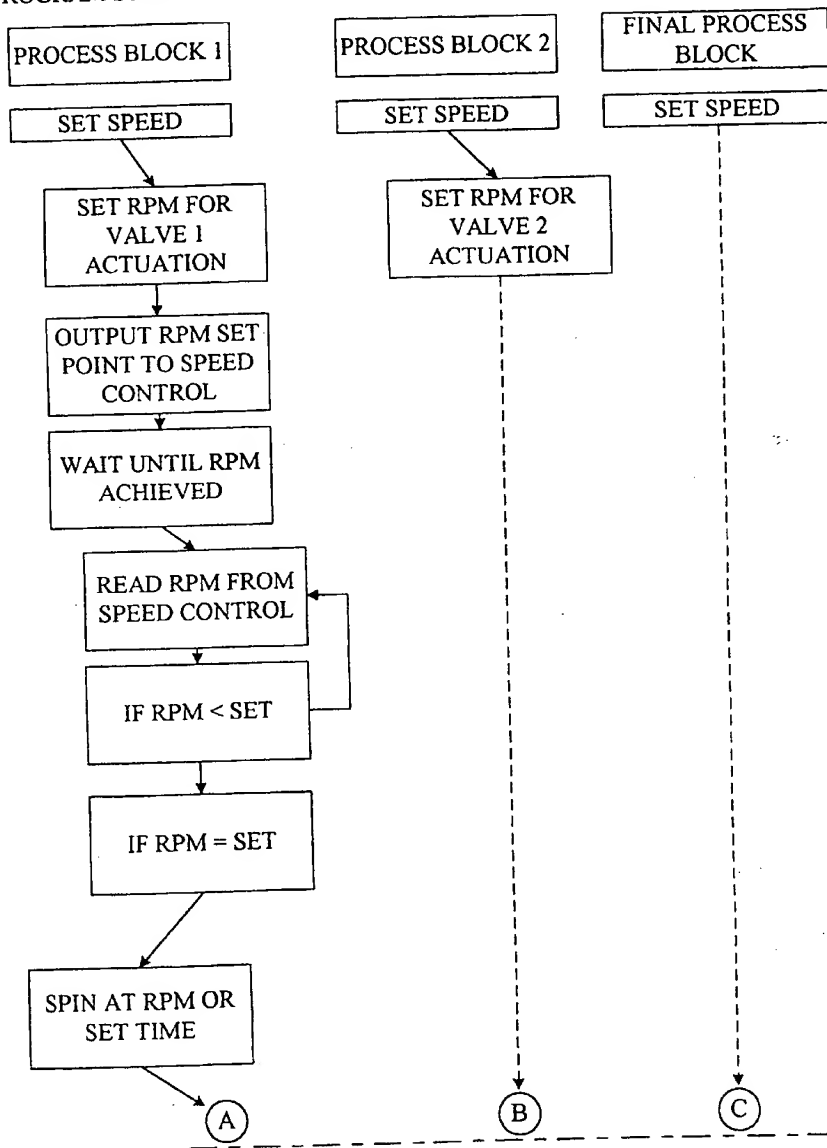 PROCESS BLOCK 1
SET SPEED
SET RPM FOR
VALVE 1
ACTUATION
OUTPUT RPM SET
POINT TO SPEED
CONTROL
WAIT UNTIL RPM
ACHIEVED
READ RPM FROM
SPEED CONTROL
IF RPM < SET
IF RPM = SET
SPIN AT RPM OR
SET TIME
A
PROCESS BLOCK 2
SET SPEED
SET RPM FOR
VALVE 2
ACTUATION
B
FINAL PROCESS
BLOCK
SET SPEED
C